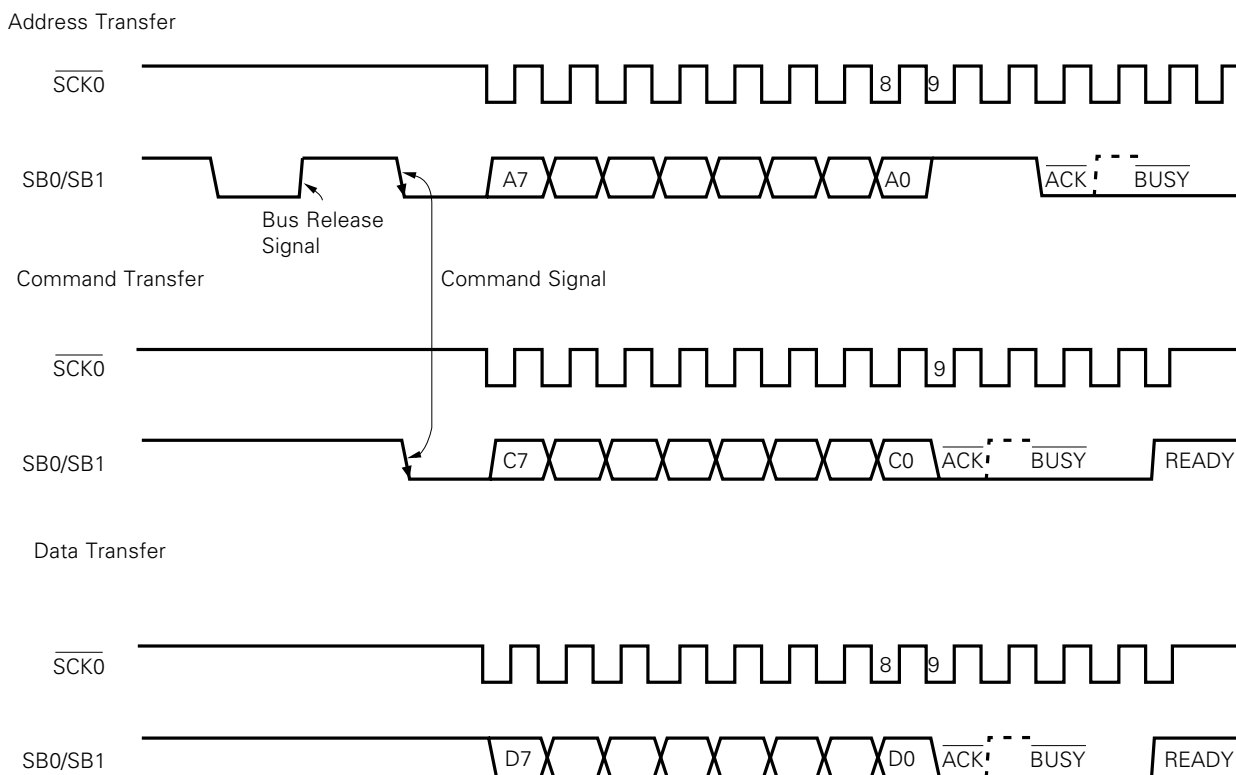 Address Transfer
SCK0
8 9
SB0/SB1
A7
A0
ACK
BUSY
Bus Release
Signal
Command Transfer
Command Signal
SCK0
9
SB0/SB1
C7
C0
ACK
BUSY
READY
Data Transfer
SCK0
8 9
SB0/SB1
D7
D0
ACK
BUSY
READY